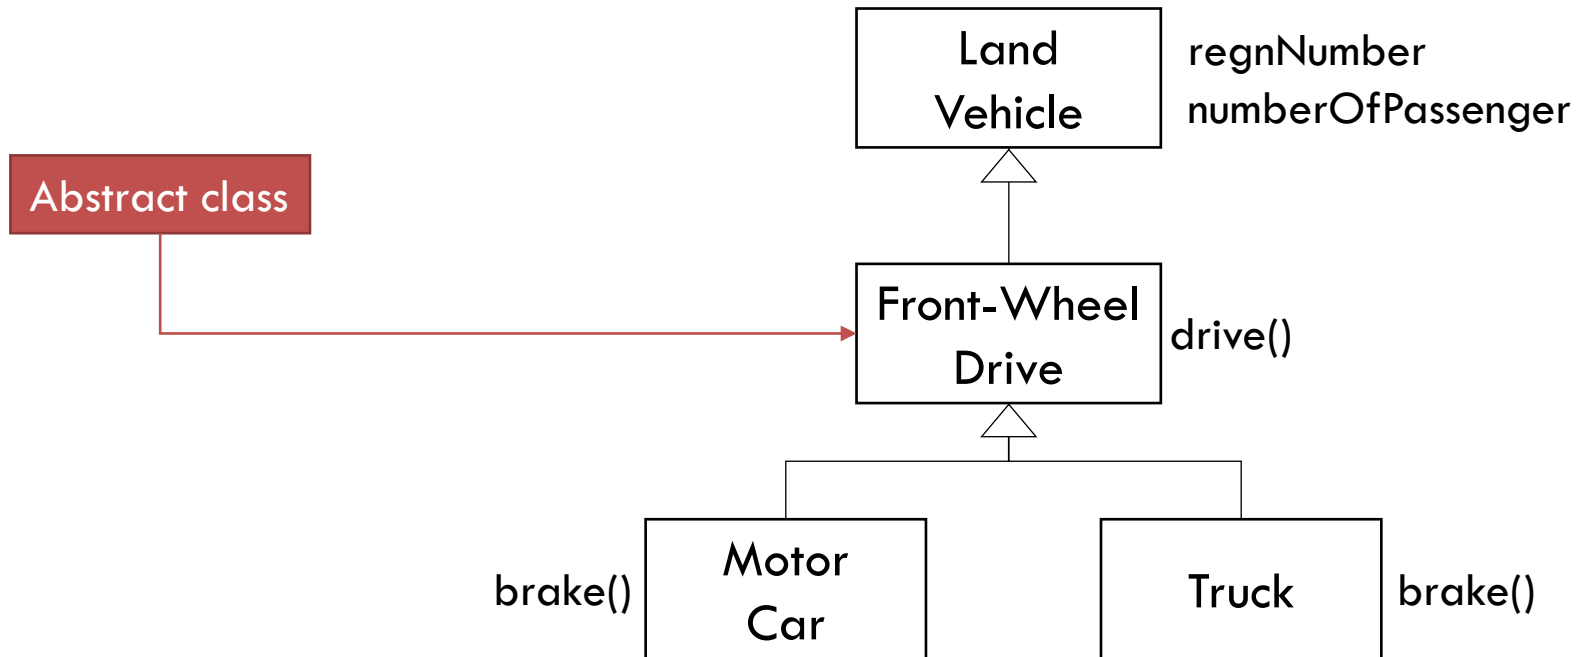 Land
Vehicle
regnNumber
numberOfPassenger
Abstract class
Front-Wheel
Drive
drive()
brake()
Motor
Car
Truck
brake()